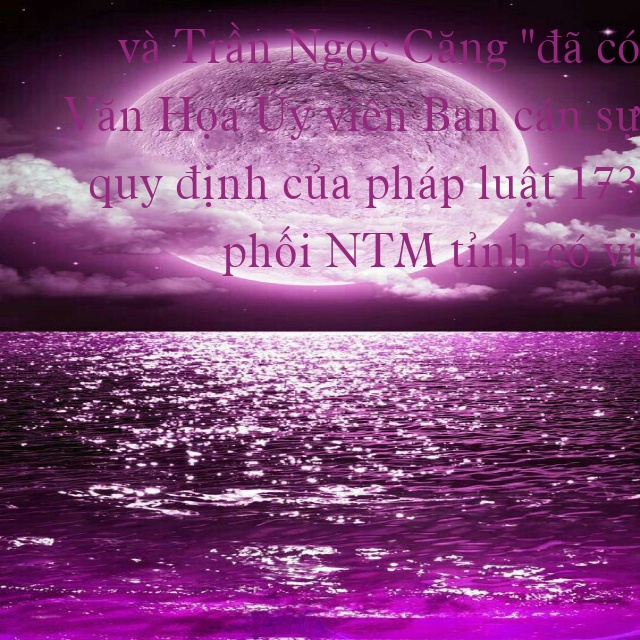 và Trần Ngọc Căng "đã có
Văn Họa Ủy viên Ban cán sự
quy định của pháp luật 173
phối NTM tỉnh có vi